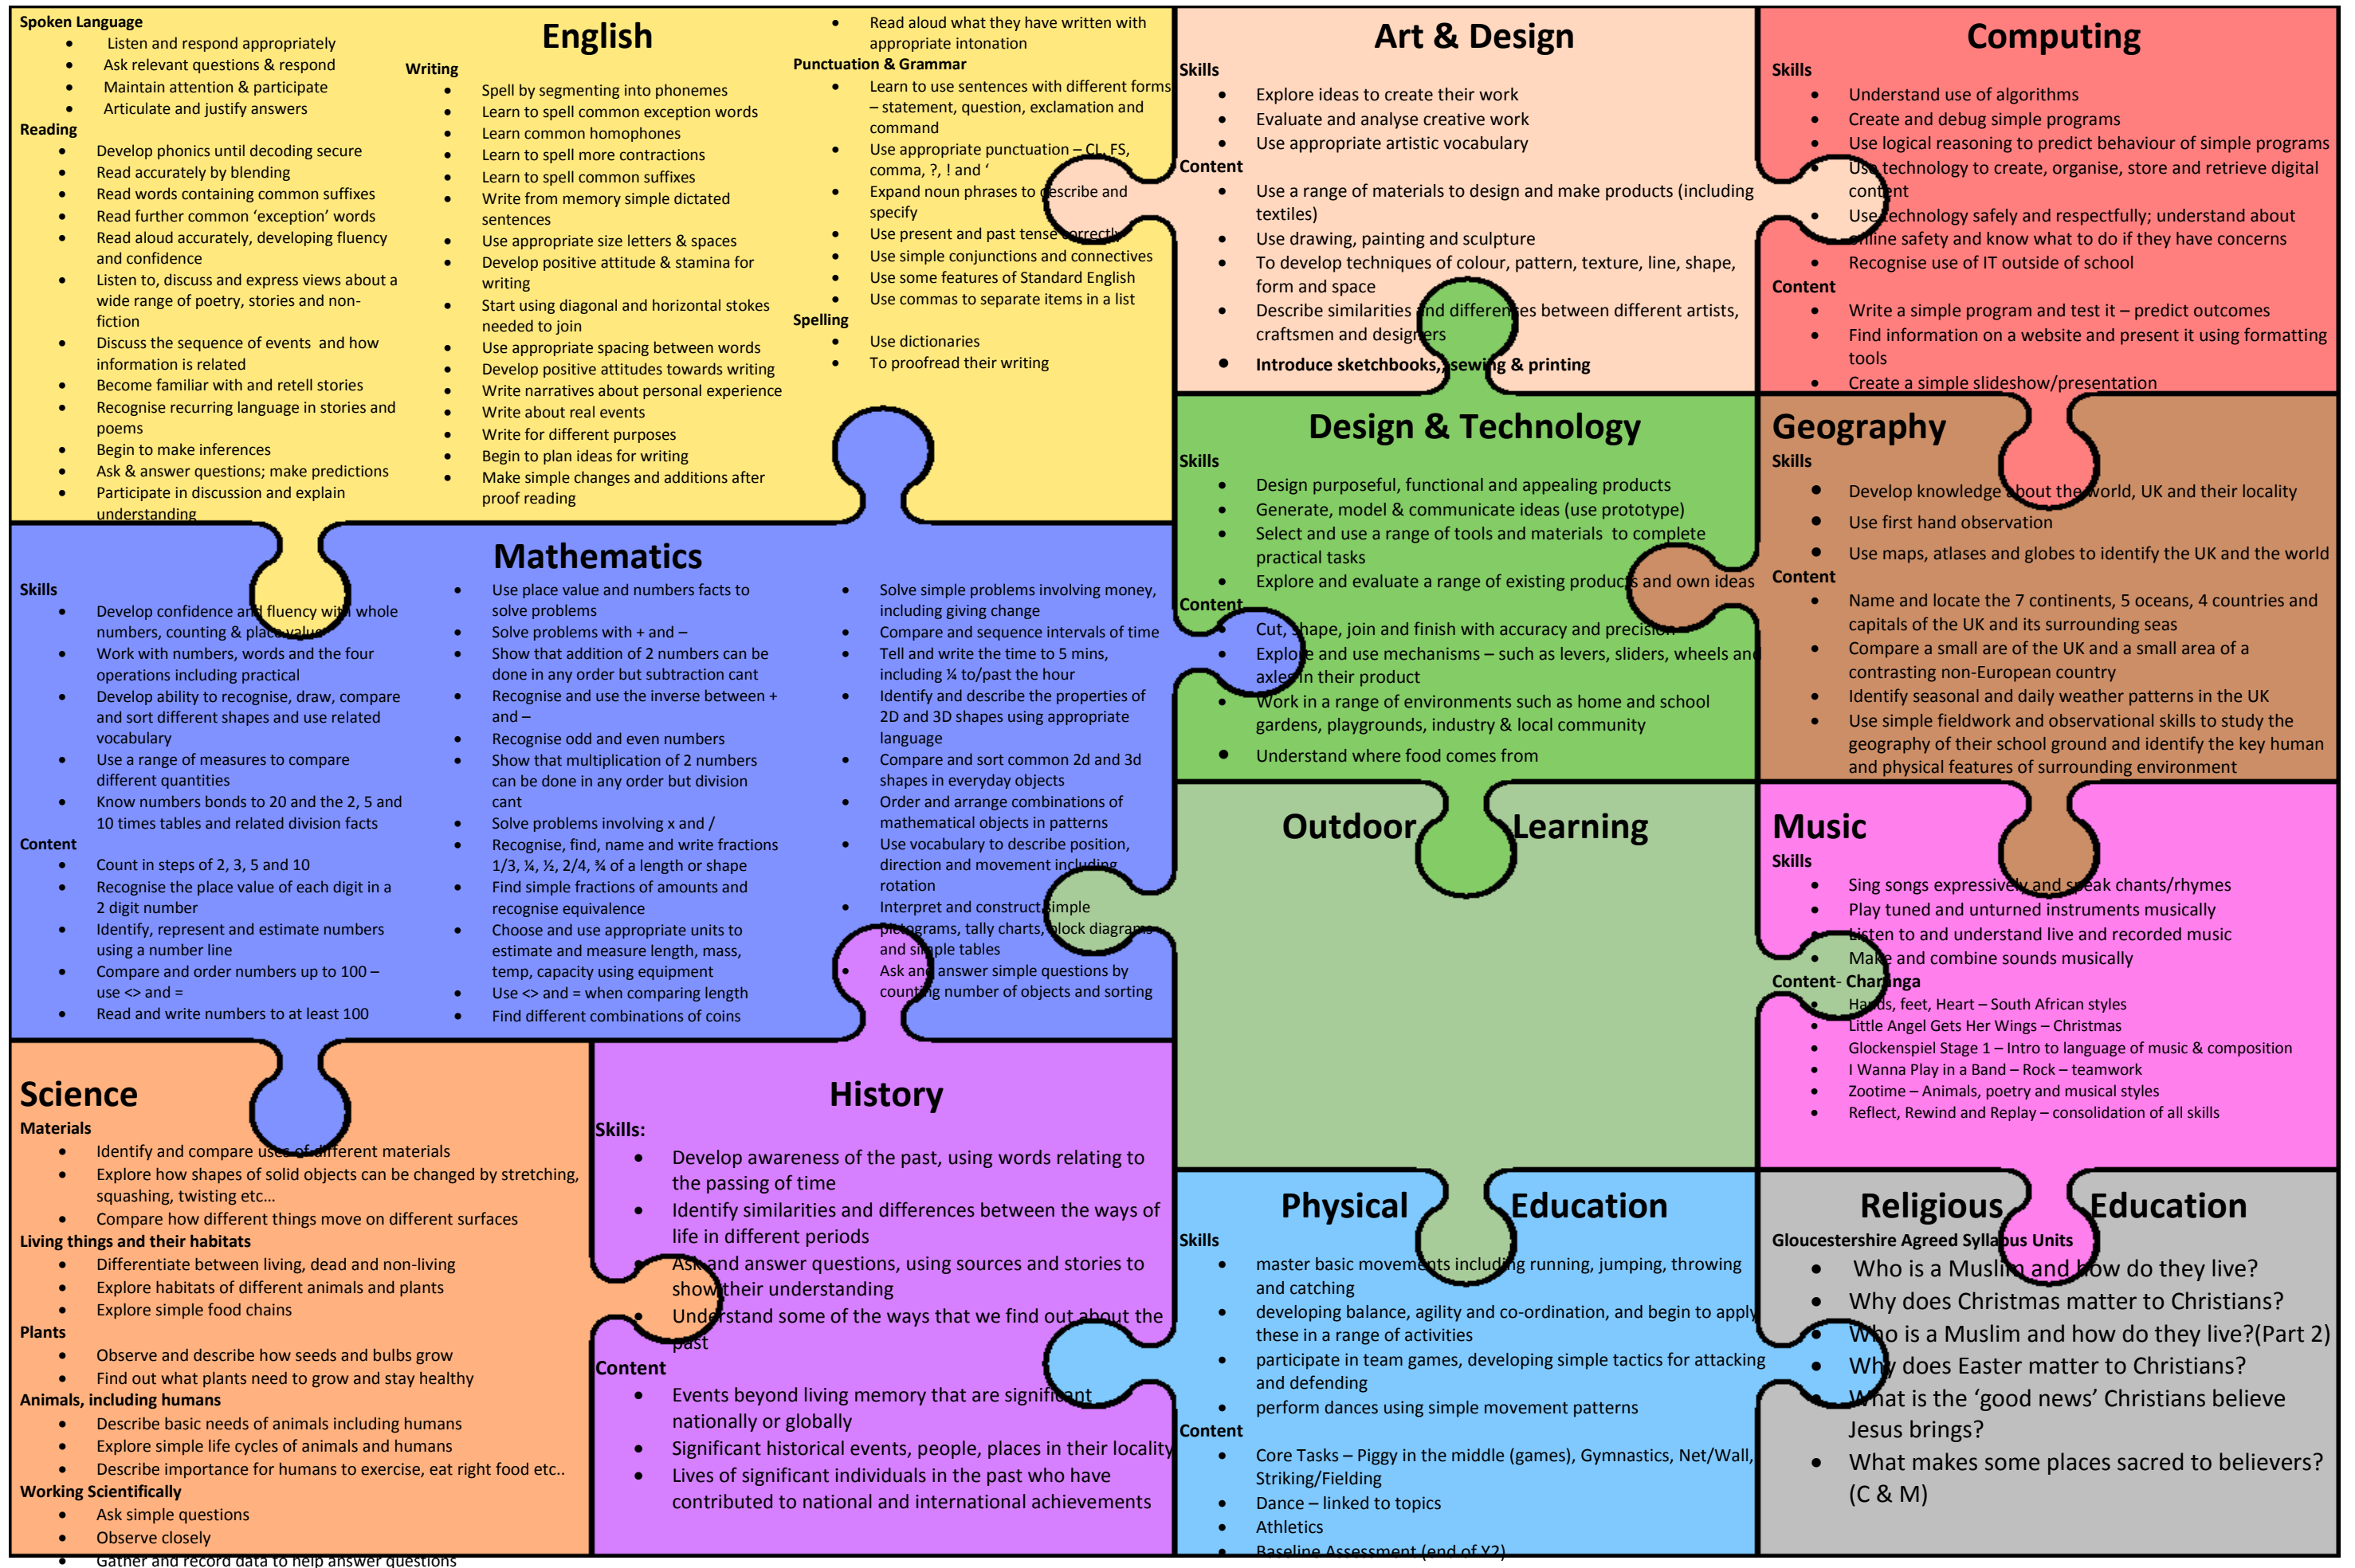 Spoken Language
Listen and respond appropriately
Ask relevant questions & respond
Maintain attention & participate
Articulate and justify answers
Reading
Develop phonics until decoding secure
Read accurately by blending
Read words containing common suffixes
Read further common ‘exception’ words
Read aloud accurately, developing fluency
and confidence
Listen to, discuss and express views about a
wide range of poetry, stories and non-
fiction
Discuss the sequence of events and how
information is related
Become familiar with and retell stories
Recognise recurring language in stories and
poems
Begin to make inferences
Ask & answer questions; make predictions
Participate in discussion and explain
understanding
English
Writing
Spell by segmenting into phonemes
Learn to spell common exception words
Learn common homophones
Learn to spell more contractions
Learn to spell common suffixes
Write from memory simple dictated
sentences
Use appropriate size letters & spaces
Develop positive attitude & stamina for
writing
Start using diagonal and horizontal stokes
needed to join
Use appropriate spacing between words
Develop positive attitudes towards writing
Write narratives about personal experience
Write about real events
Write for different purposes
Begin to plan ideas for writing
Make simple changes and additions after
proof reading
Read aloud what they have written with
appropriate intonation
Punctuation & Grammar
Learn to use sentences with different forms
– statement, question, exclamation and
command
Use appropriate punctuation – CL, FS,
comma, ?, ! and ‘
Expand noun phrases to describe and
specify
Use present and past tense correctly
Use simple conjunctions and connectives
Use some features of Standard English
Use commas to separate items in a list
Spelling
Use dictionaries
To proofread their writing
Art & Design
Skills
Explore ideas to create their work
Evaluate and analyse creative work
Use appropriate artistic vocabulary
Content
Use a range of materials to design and make products (including
textiles)
Use drawing, painting and sculpture
To develop techniques of colour, pattern, texture, line, shape,
form and space
Describe similarities and differences between different artists,
craftsmen and designers
Introduce sketchbooks,, sewing & printing
Computing
Skills
Understand use of algorithms
Create and debug simple programs
Use logical reasoning to predict behaviour of simple programs
Use technology to create, organise, store and retrieve digital
content
Use technology safely and respectfully; understand about
online safety and know what to do if they have concerns
Recognise use of IT outside of school
Content
Write a simple program and test it – predict outcomes
Find information on a website and present it using formatting
tools
Create a simple slideshow/presentation
Mathematics
Skills
Develop confidence and fluency with whole
numbers, counting & place value
Work with numbers, words and the four
operations including practical
Develop ability to recognise, draw, compare
and sort different shapes and use related
vocabulary
Use a range of measures to compare
different quantities
Know numbers bonds to 20 and the 2, 5 and
10 times tables and related division facts
Content
Count in steps of 2, 3, 5 and 10
Recognise the place value of each digit in a
2 digit number
Identify, represent and estimate numbers
using a number line
Compare and order numbers up to 100 –
use <> and =
Read and write numbers to at least 100
Use place value and numbers facts to
solve problems
Solve problems with + and –
Show that addition of 2 numbers can be
done in any order but subtraction cant
Recognise and use the inverse between +
and –
Recognise odd and even numbers
Show that multiplication of 2 numbers
can be done in any order but division
cant
Solve problems involving x and /
Recognise, find, name and write fractions
1/3, ¼, ½, 2/4, ¾ of a length or shape
Find simple fractions of amounts and
recognise equivalence
Choose and use appropriate units to
estimate and measure length, mass,
temp, capacity using equipment
Use <> and = when comparing length
Find different combinations of coins
Solve simple problems involving money,
including giving change
Compare and sequence intervals of time
Tell and write the time to 5 mins,
including ¼ to/past the hour
Identify and describe the properties of
2D and 3D shapes using appropriate
language
Compare and sort common 2d and 3d
shapes in everyday objects
Order and arrange combinations of
mathematical objects in patterns
Use vocabulary to describe position,
direction and movement including
rotation
Interpret and construct simple
pictograms, tally charts, block diagrams
and simple tables
Ask and answer simple questions by
counting number of objects and sorting
Design & Technology
Skills
Design purposeful, functional and appealing products
Generate, model & communicate ideas (use prototype)
Select and use a range of tools and materials to complete
practical tasks
Explore and evaluate a range of existing products and own ideas
Content
Cut, shape, join and finish with accuracy and precision
Explore and use mechanisms – such as levers, sliders, wheels and
axles in their product
Work in a range of environments such as home and school
gardens, playgrounds, industry & local community
Understand where food comes from
Geography
Skills
Develop knowledge about the world, UK and their locality
Use first hand observation
Use maps, atlases and globes to identify the UK and the world
Content
Name and locate the 7 continents, 5 oceans, 4 countries and
capitals of the UK and its surrounding seas
Compare a small are of the UK and a small area of a
contrasting non-European country
Identify seasonal and daily weather patterns in the UK
Use simple fieldwork and observational skills to study the
geography of their school ground and identify the key human
and physical features of surrounding environment
Outdoor Learning
Music
Skills
Sing songs expressively and speak chants/rhymes
Play tuned and unturned instruments musically
Listen to and understand live and recorded music
Make and combine sounds musically
Content- Charanga
Hands, feet, Heart – South African styles
Little Angel Gets Her Wings – Christmas
Glockenspiel Stage 1 – Intro to language of music & composition
I Wanna Play in a Band – Rock – teamwork
Zootime – Animals, poetry and musical styles
Reflect, Rewind and Replay – consolidation of all skills
Science
Materials
Identify and compare uses of different materials
Explore how shapes of solid objects can be changed by stretching,
squashing, twisting etc…
Compare how different things move on different surfaces
Living things and their habitats
Differentiate between living, dead and non-living
Explore habitats of different animals and plants
Explore simple food chains
Plants
Observe and describe how seeds and bulbs grow
Find out what plants need to grow and stay healthy
Animals, including humans
Describe basic needs of animals including humans
Explore simple life cycles of animals and humans
Describe importance for humans to exercise, eat right food etc..
Working Scientifically
Ask simple questions
Observe closely
Gather and record data to help answer questions
History
Skills:
Develop awareness of the past, using words relating to
the passing of time
Identify similarities and differences between the ways of
life in different periods
Ask and answer questions, using sources and stories to
show their understanding
Understand some of the ways that we find out about the
past
Content
Events beyond living memory that are significant
nationally or globally
Significant historical events, people, places in their locality
Lives of significant individuals in the past who have
contributed to national and international achievements
Physical Education
Skills
master basic movements including running, jumping, throwing
and catching
developing balance, agility and co-ordination, and begin to apply
these in a range of activities
participate in team games, developing simple tactics for attacking
and defending
perform dances using simple movement patterns
Content
Core Tasks – Piggy in the middle (games), Gymnastics, Net/Wall,
Striking/Fielding
Dance – linked to topics
Athletics
Baseline Assessment (end of Y2)
Religious Education
Gloucestershire Agreed Syllabus Units
Who is a Muslim and how do they live?
Why does Christmas matter to Christians?
Who is a Muslim and how do they live?(Part 2)
Why does Easter matter to Christians?
What is the ‘good news’ Christians believe
Jesus brings?
What makes some places sacred to believers?
(C & M)